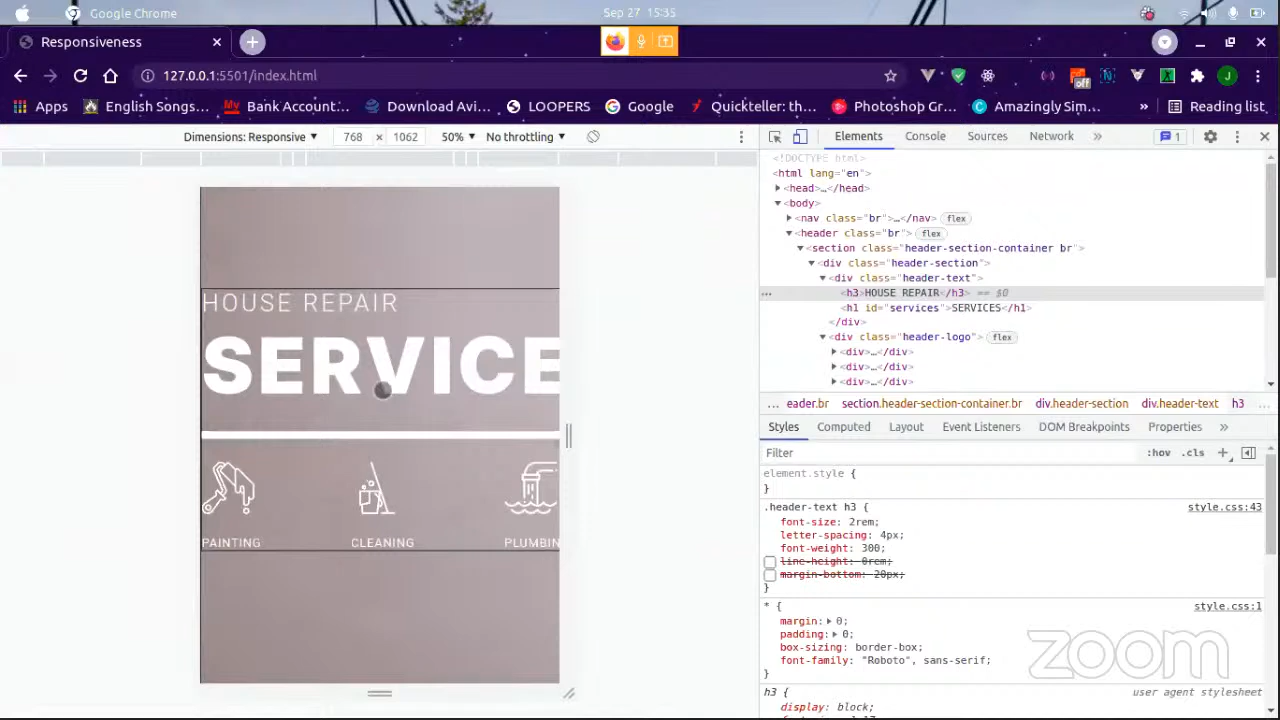 Google Chrome
Sep 27 15:35
Responsiveness
127.0.0.1:5501/index.html
off
J
Apps
English Songs...
My Bank Account:...
Download Avi...
LOOPERS
Google
Quickteller: th...
Photoshop Gr...
Amazingly Sim...
»
Reading list
Dimensions: Responsive
768 × 1062
50%
No throttling
Elements
Console
Sources
Network
»
1
<!DOCTYPE html>
<html lang="en">
<head>…</head>
<body>
<nav class="br">…</nav> flex
<header class="br"> flex
<section class="header-section-container br">
<div class="header-section">
<div class="header-text">
<h3>HOUSE REPAIR</h3> == $0
<h1 id="services">SERVICES</h1>
</div>
<div class="header-logo"> flex
<div>…</div>
<div>…</div>
<div>…</div>
... eader.br section.header-section-container.br div.header-section div.header-text h3 ...
HOUSE REPAIR
SERVICE
PAINTING
CLEANING
PLUMBIN
Styles
Computed
Layout
Event Listeners
DOM Breakpoints
Properties
»
Filter
:hov .cls +
element.style {
}
.header-text h3 { style.css:43
font-size: 2rem;
letter-spacing: 4px;
font-weight: 300;
line-height: 0rem;
margin-bottom: 20px;
}
* { style.css:1
margin: 0;
padding: 0;
box-sizing: border-box;
font-family: "Roboto", sans-serif;
}
h3 { user agent stylesheet
display: block;
zoom